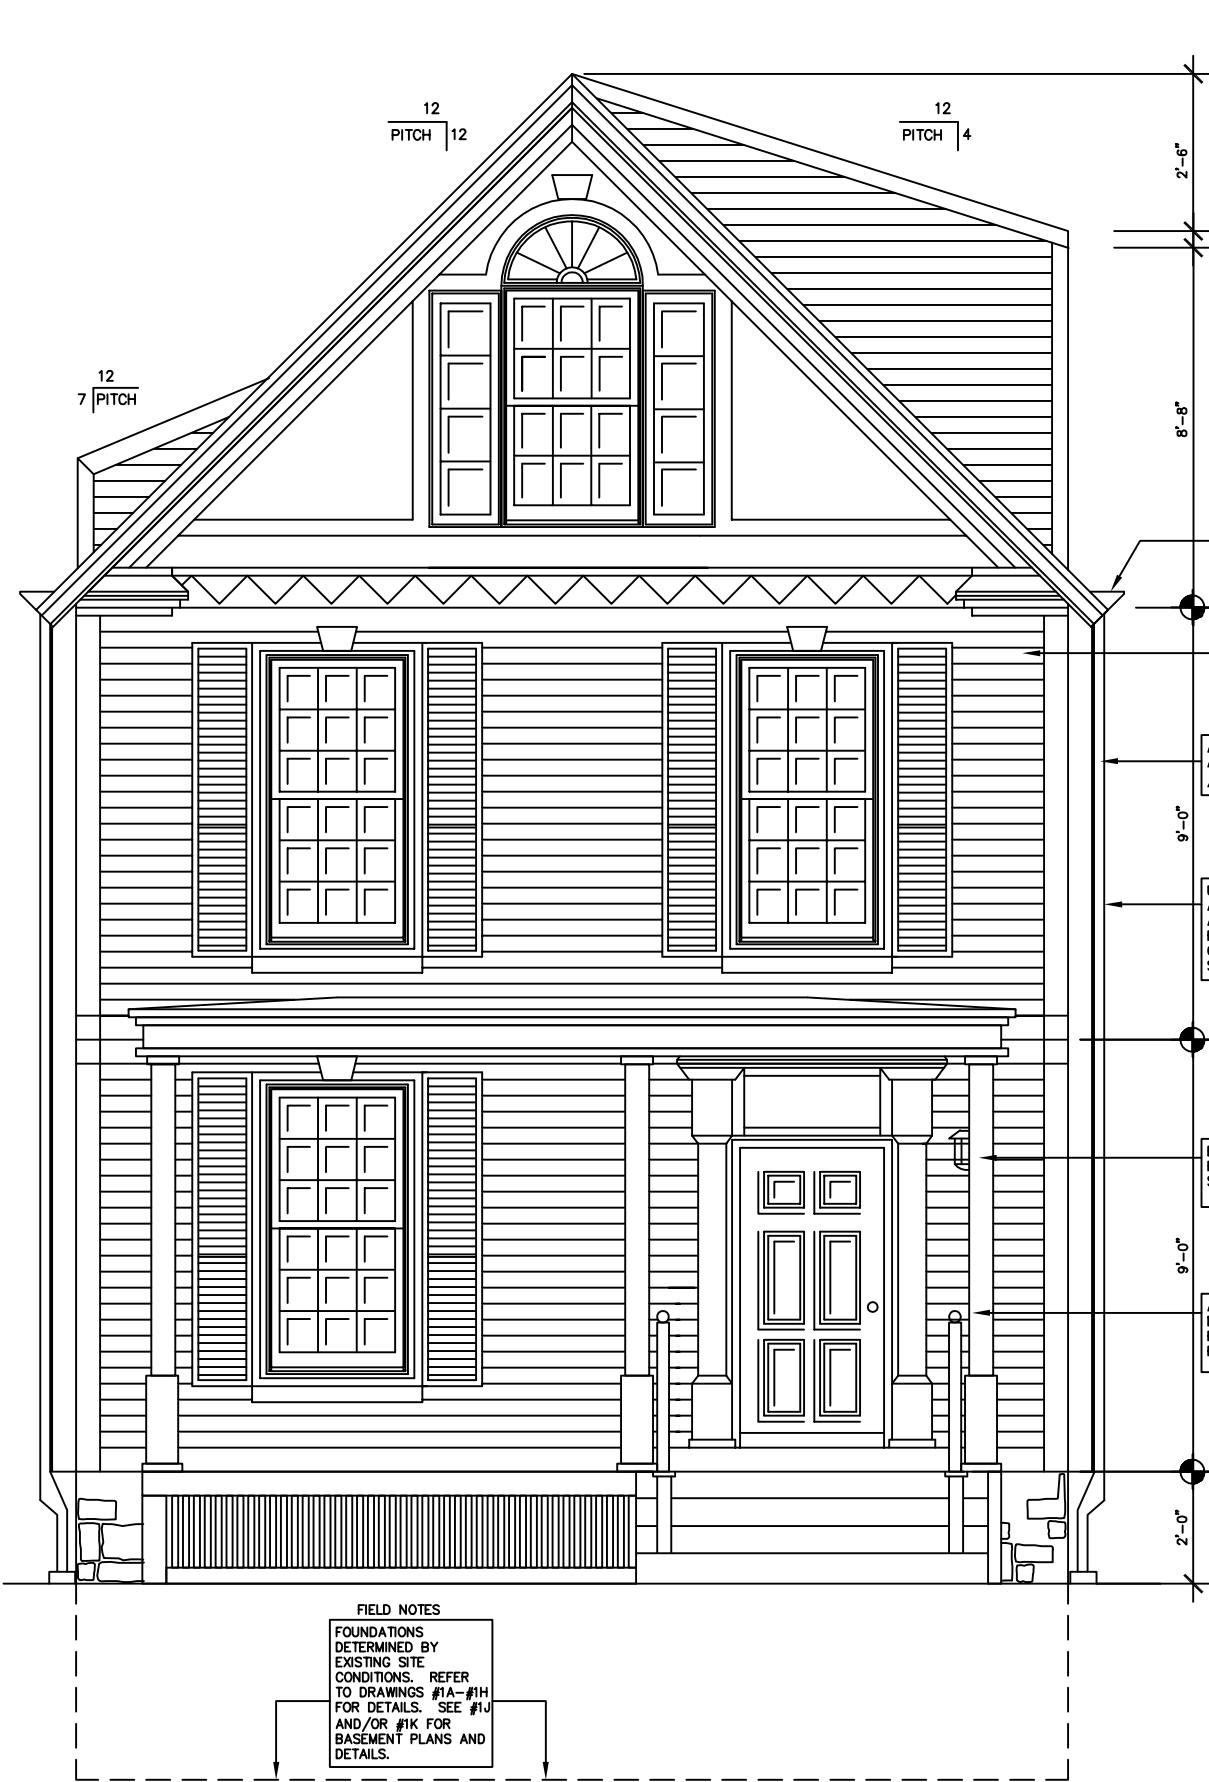 12
PITCH 12
12
PITCH 4
2'-6"
12
7 PITCH
8'-8"
9'-0"
9'-0"
2'-0"
FIELD NOTES
FOUNDATIONS
DETERMINED BY
EXISTING SITE
CONDITIONS. REFER
TO DRAWINGS #1A-#1H
FOR DETAILS. SEE #1J
AND/OR #1K FOR
BASEMENT PLANS AND
DETAILS.